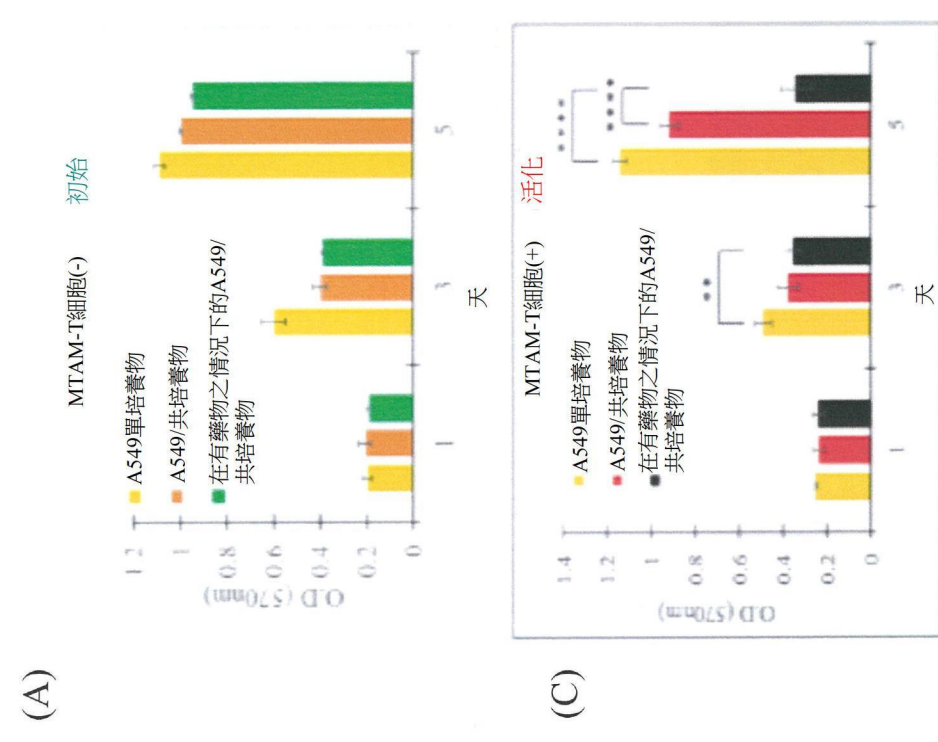 (A)
MTAM-T細胞(-)
初始
A549單培養物
A549/共培養物
在有藥物之情況下的A549/
共培養物
O.D (570nm)
1.2
1
0.8
0.6
0.4
0.2
0
1
3
5
天
(C)
MTAM-T細胞(+)
活化
A549單培養物
A549/共培養物
在有藥物之情況下的A549/
共培養物
O.D (570nm)
1.4
1.2
1
0.8
0.6
0.4
0.2
0
1
3
5
天